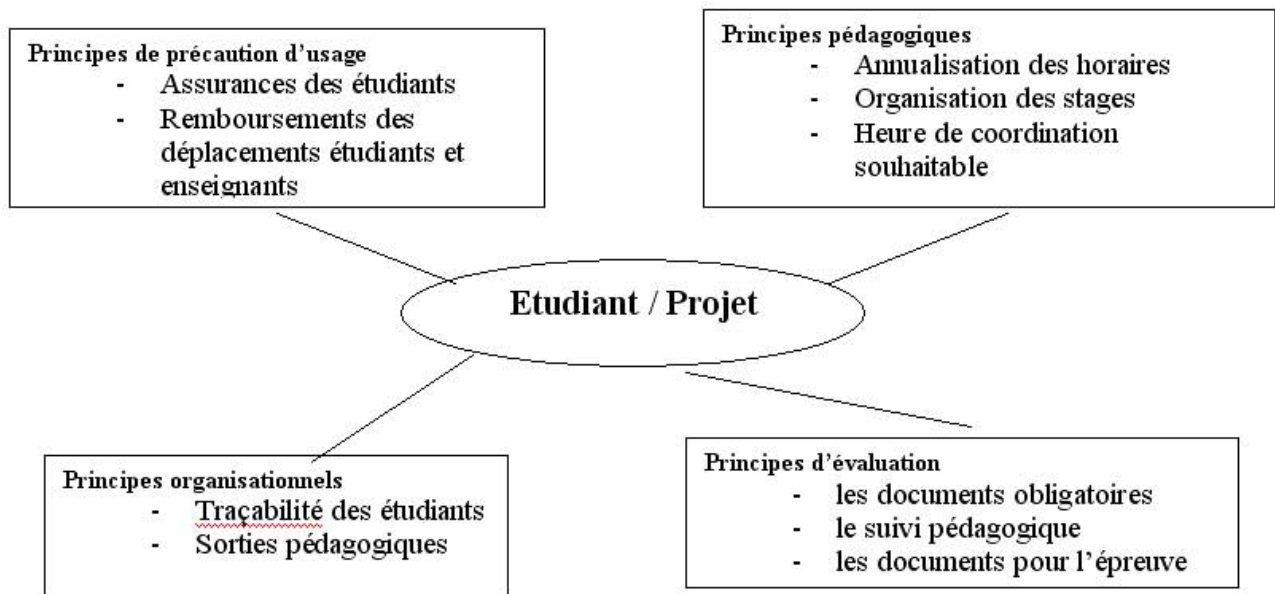 Principes de précaution d’usage
- Assurances des étudiants
- Remboursements des
déplacements étudiants et
enseignants
Principes pédagogiques
- Annualisation des horaires
- Organisation des stages
- Heure de coordination
souhaitable
Etudiant / Projet
Principes organisationnels
- Traçabilité des étudiants
- Sorties pédagogiques
Principes d’évaluation
- les documents obligatoires
- le suivi pédagogique
- les documents pour l’épreuve